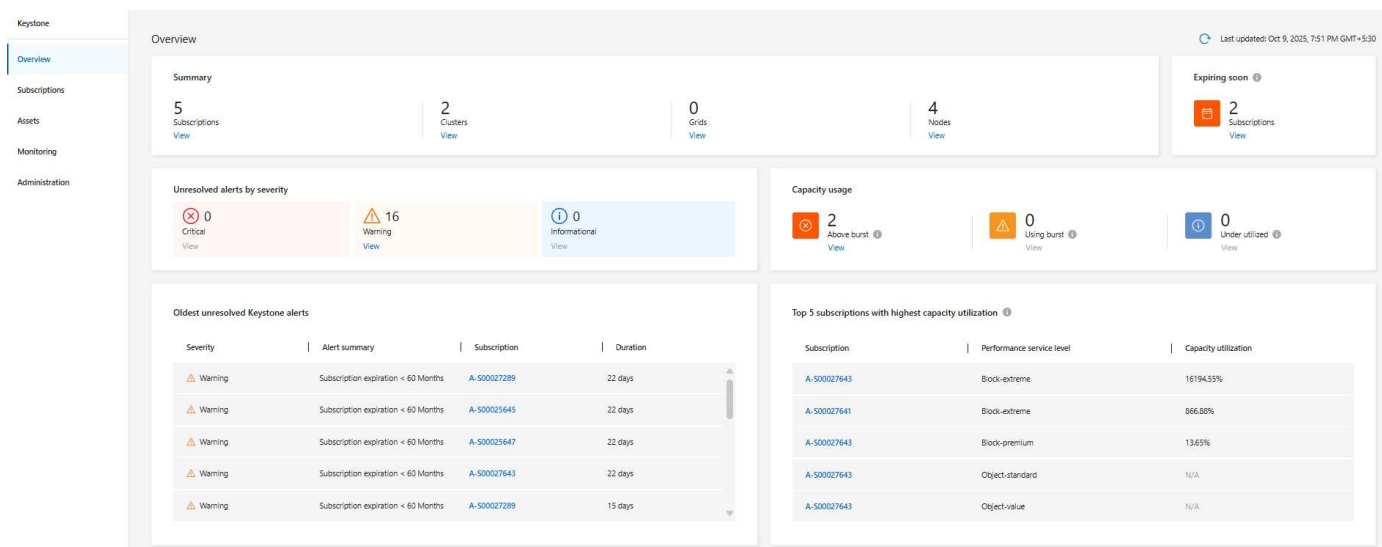 Keystone
Overview
Subscriptions
Assets
Monitoring
Administration
Overview
Last updated: Oct 9, 2025, 7:51 PM GMT+5:30
Summary
5
Subscriptions
View
2
Clusters
View
0
Grids
View
4
Nodes
View
Expiring soon
2
Subscriptions
View
Unresolved alerts by severity
0
Critical
View
16
Warning
View
0
Informational
View
Capacity usage
2
Above burst
View
0
Using burst
View
0
Under utilized
View
Oldest unresolved Keystone alerts
Severity Alert summary Subscription Duration
Warning Subscription expiration < 60 Months A-S00027289 22 days
Warning Subscription expiration < 60 Months A-S00025645 22 days
Warning Subscription expiration < 60 Months A-S00025647 22 days
Warning Subscription expiration < 60 Months A-S00027643 22 days
Warning Subscription expiration < 60 Months A-S00027289 15 days
Top 5 subscriptions with highest capacity utilization
Subscription Performance service level Capacity utilization
A-S00027643 Block-extreme 16194.55%
A-S00027641 Block-extreme 866.88%
A-S00027643 Block-premium 13.65%
A-S00027643 Object-standard N/A
A-S00027643 Object-value N/A